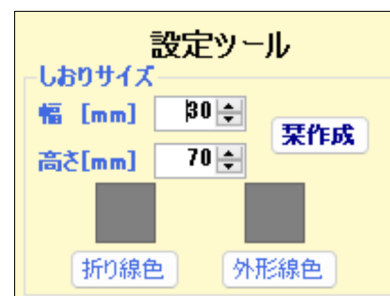 設定ツール
しおりサイズ
幅 [mm] 30
栞作成
高さ[mm] 70
折り線色 外形線色